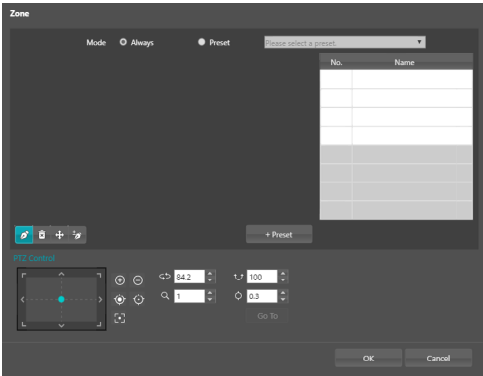 Zone
Mode Always Preset Please select a preset.
No. Name
+ Preset
PTZ Control
84.2 100
1 0.3
Go To
OK Cancel